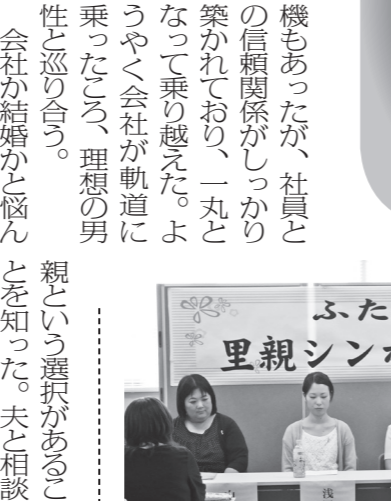 機もあったが、社員と
の信頼関係がしっかり
築かれており、一丸と
なって乗り越えた。よ
うやく会社が軌道に
乗ったころ、理想の男
性と巡り合う。
会社か結婚かと悩ん
親という選択があるこ
とを知った。夫と相談
ふた
里親シン
浅